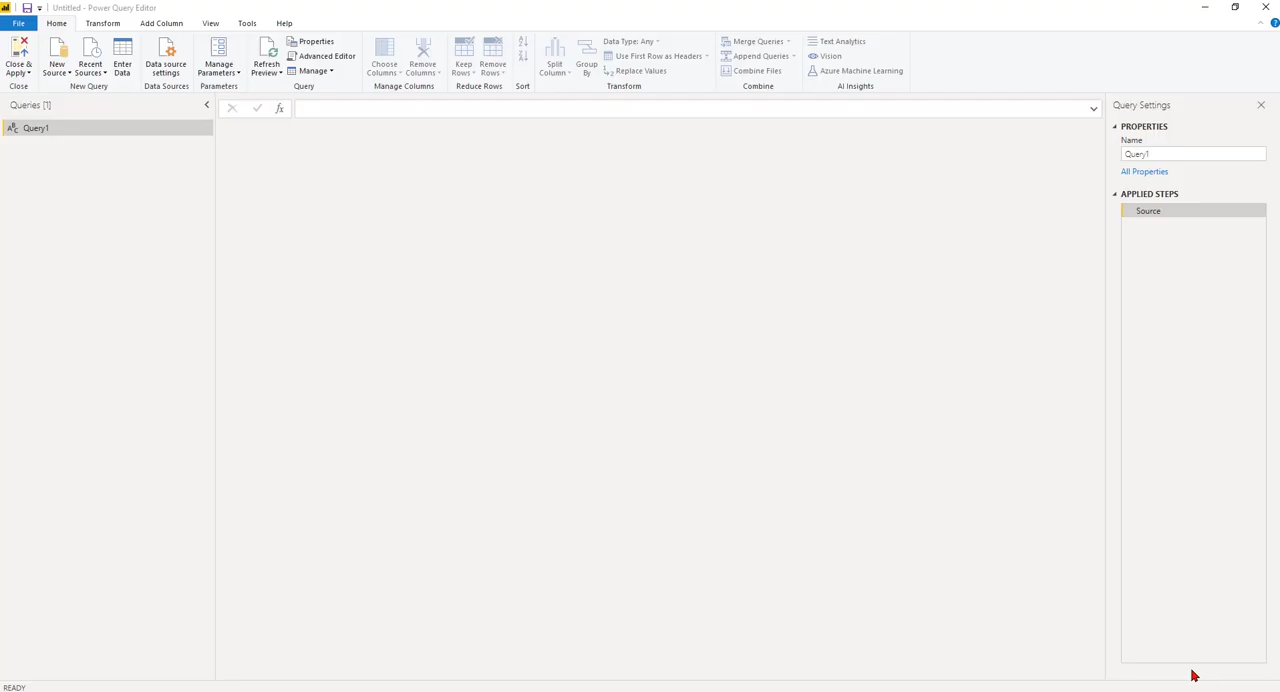 Untitled - Power Query Editor
File
Home
Transform
Add Column
View
Tools
Help
Close & Apply
New Source
Recent Sources
Enter Data
Data source settings
Manage Parameters
Refresh Preview
Properties
Advanced Editor
Manage
Choose Columns
Remove Columns
Keep Rows
Remove Rows
Split Column
Group By
Data Type: Any
Use First Row as Headers
Replace Values
Merge Queries
Append Queries
Combine Files
Text Analytics
Vision
Azure Machine Learning
Close
New Query
Data Sources
Parameters
Query
Manage Columns
Reduce Rows
Sort
Transform
Combine
AI Insights
Queries [1]
fx
Query Settings
Query1
PROPERTIES
Name
Query1
All Properties
APPLIED STEPS
Source
READY